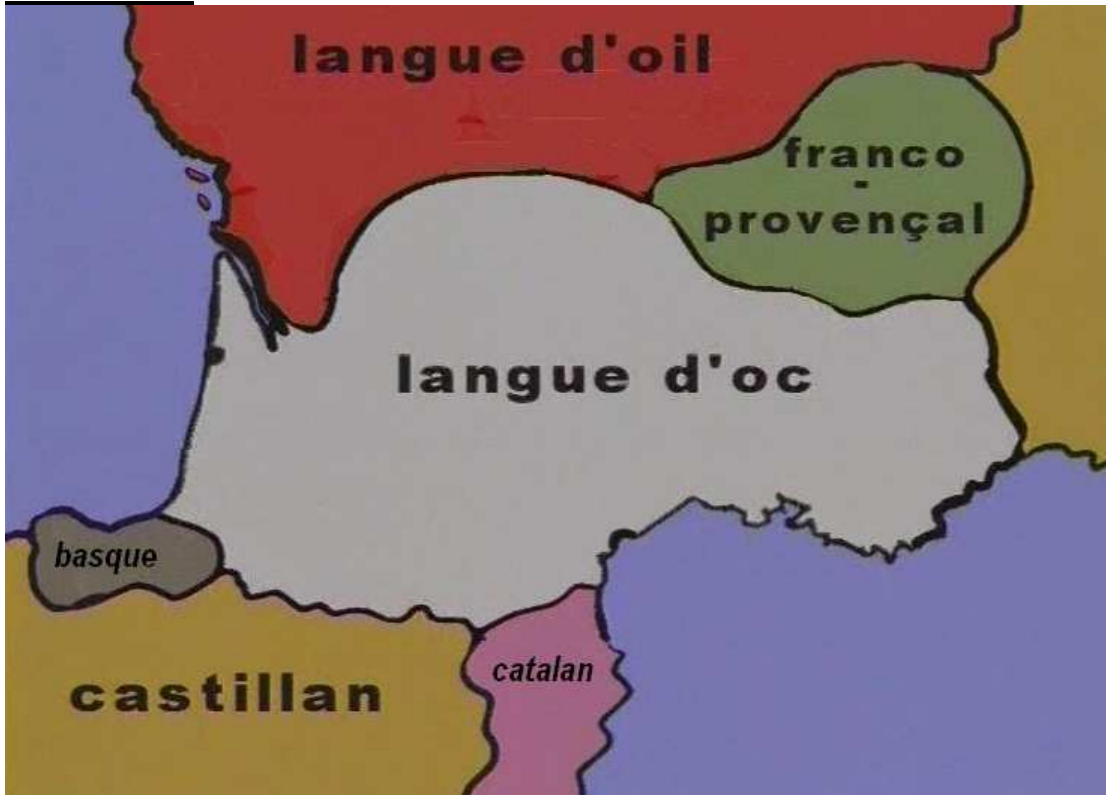 langue d'oil
franco
-
provençal
langue d'oc
basque
catalan
castillan